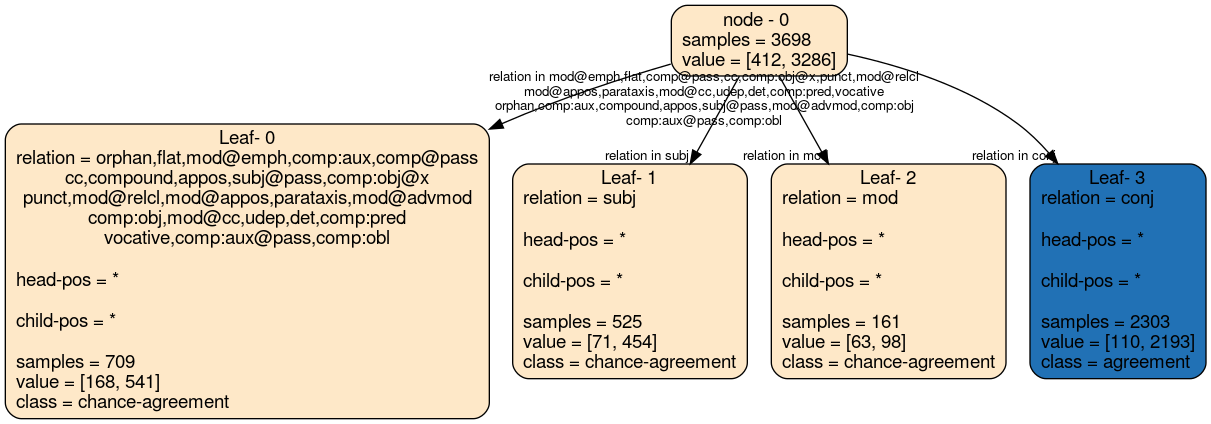 node - 0
samples = 3698
value = [412, 3286]
relation in mod@emph,flat,comp@pass,cc,comp:obj@x,punct,mod@relcl
mod@appos,parataxis,mod@cc,udep,det,comp:pred,vocative
orphan,comp:aux,compound,appos,subj@pass,mod@advmod,comp:obj
comp:aux@pass,comp:obl
relation in subj
relation in mod
relation in conj
Leaf- 0
relation = orphan,flat,mod@emph,comp:aux,comp@pass
cc,compound,appos,subj@pass,comp:obj@x
punct,mod@relcl,mod@appos,parataxis,mod@advmod
comp:obj,mod@cc,udep,det,comp:pred
vocative,comp:aux@pass,comp:obl
head-pos = *
child-pos = *
samples = 709
value = [168, 541]
class = chance-agreement
Leaf- 1
relation = subj
head-pos = *
child-pos = *
samples = 525
value = [71, 454]
class = chance-agreement
Leaf- 2
relation = mod
head-pos = *
child-pos = *
samples = 161
value = [63, 98]
class = chance-agreement
Leaf- 3
relation = conj
head-pos = *
child-pos = *
samples = 2303
value = [110, 2193]
class = agreement